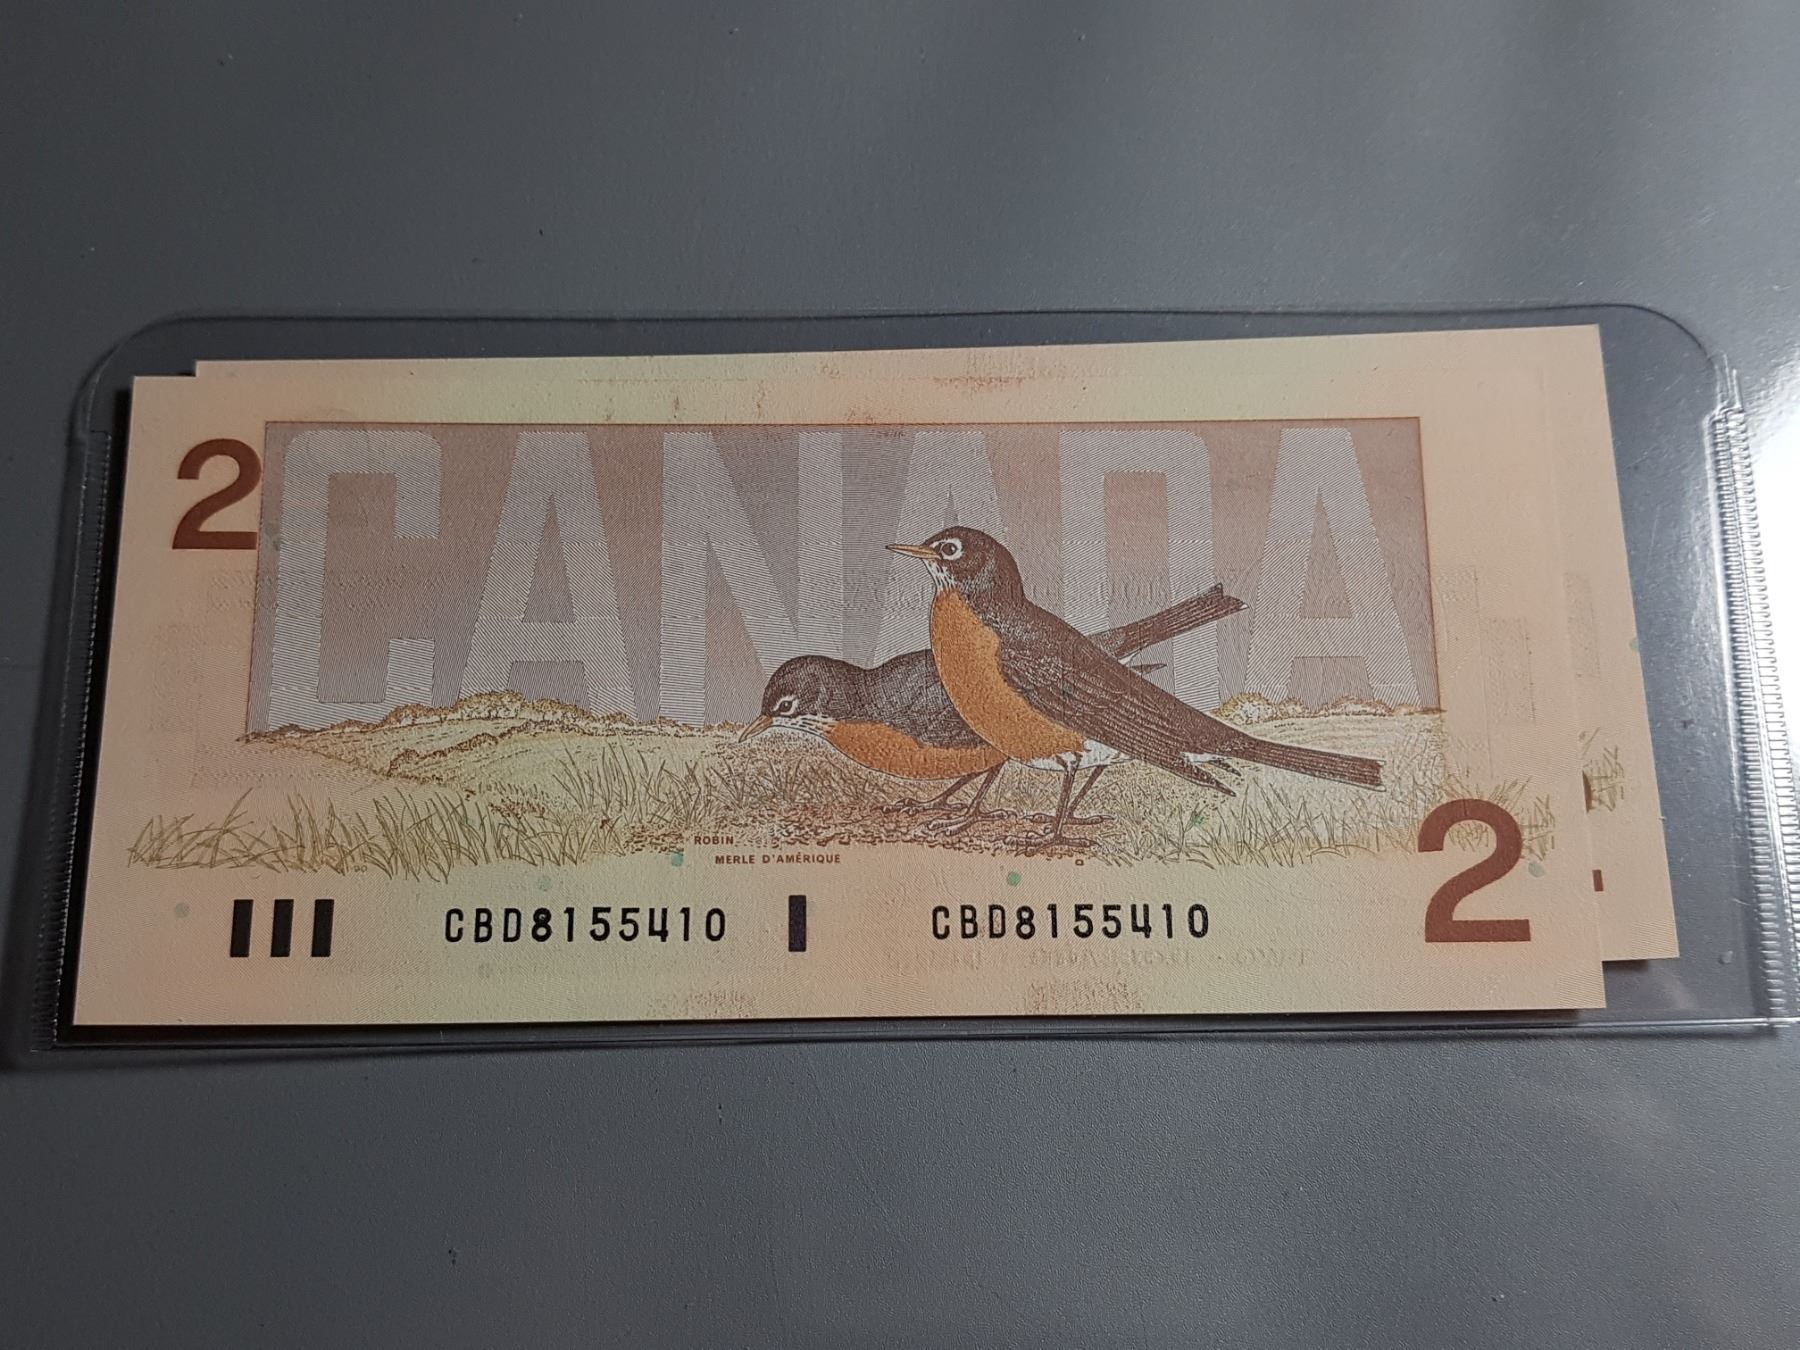 2
CANADA
ROBIN
MERLE D'AMÉRIQUE
2
CBD8155410
CBD8155410